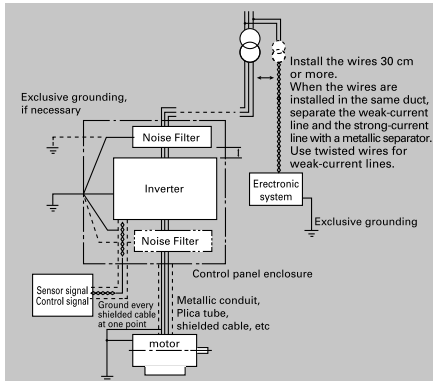 Install the wires 30 cm
or more.
When the wires are
installed in the same duct,
separate the weak-current
line and the strong-current
line with a metallic separator.
Use twisted wires for
weak-current lines.
Exclusive grounding,
if necessary
Noise Filter
Inverter
Erectronic
system
Exclusive grounding
Noise Filter
Control panel enclosure
Sensor signal
Control signal
Ground every
shielded cable
at one point
Metallic conduit,
Plica tube,
shielded cable, etc
motor